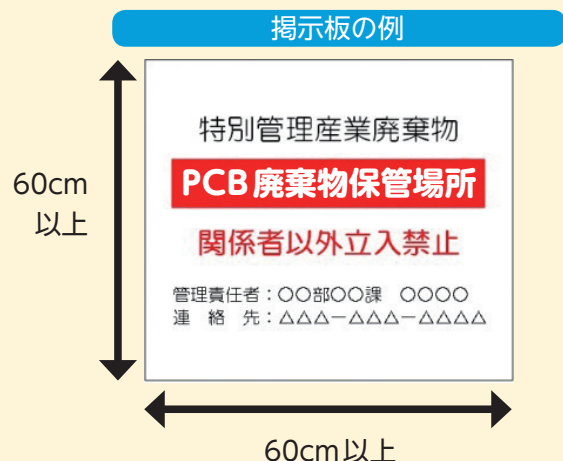 掲示板の例
60cm
以上
特別管理産業廃棄物
PCB廃棄物保管場所
関係者以外立入禁止
管理責任者：〇〇部〇〇課　〇〇〇〇
連　絡　先：△△△－△△△－△△△△
60cm以上